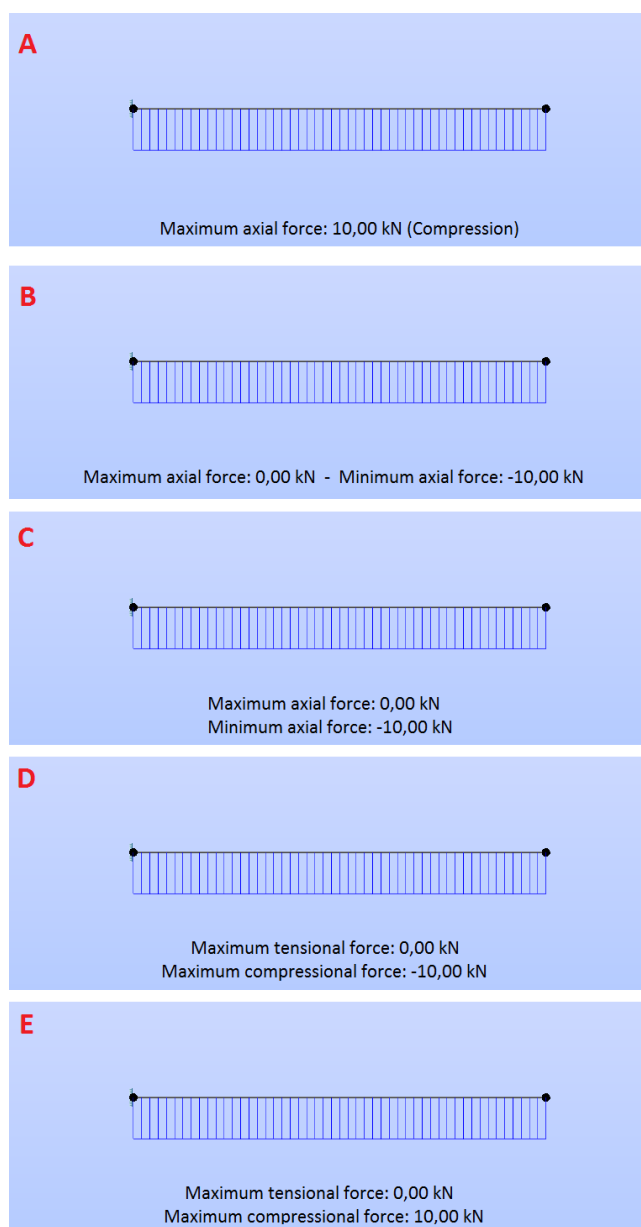 A
Maximum axial force: 10,00 kN (Compression)
B
Maximum axial force: 0,00 kN - Minimum axial force: -10,00 kN
C
Maximum axial force: 0,00 kN
Minimum axial force: -10,00 kN
D
Maximum tensional force: 0,00 kN
Maximum compressional force: -10,00 kN
E
Maximum tensional force: 0,00 kN
Maximum compressional force: 10,00 kN